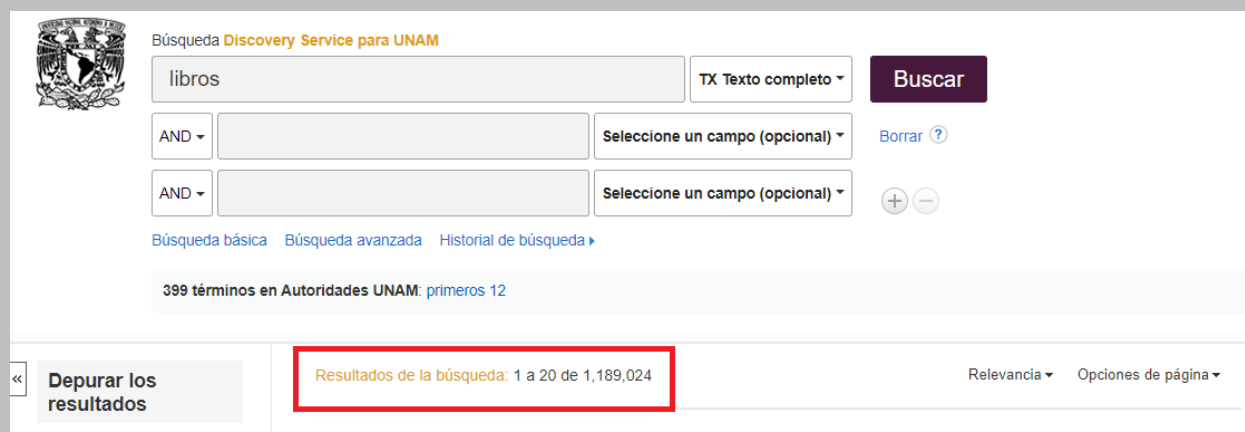 Búsqueda Discovery Service para UNAM
libros
TX Texto completo
Buscar
AND
Seleccione un campo (opcional)
Borrar ?
AND
Seleccione un campo (opcional)
Búsqueda básica Búsqueda avanzada Historial de búsqueda
399 términos en Autoridades UNAM: primeros 12
«
Depurar los
resultados
Resultados de la búsqueda: 1 a 20 de 1,189,024
Relevancia
Opciones de página